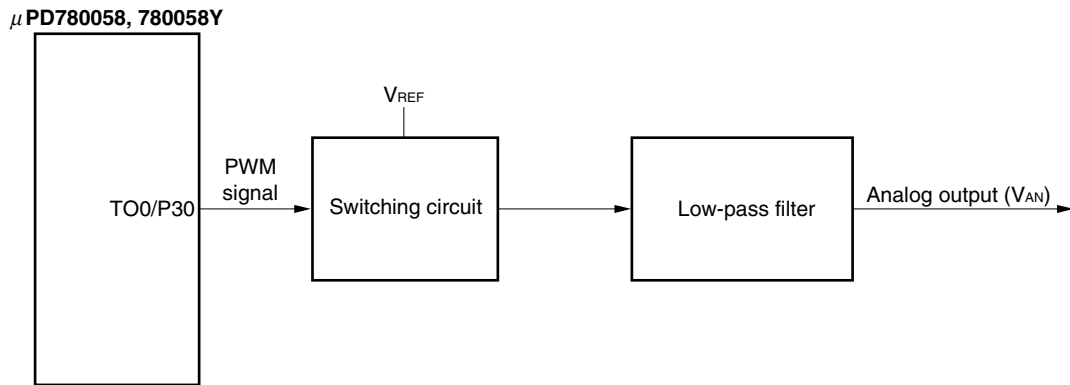 μPD780058, 780058Y
VREF
PWM
signal
TO0/P30
Switching circuit
Low-pass filter
Analog output (VAN)